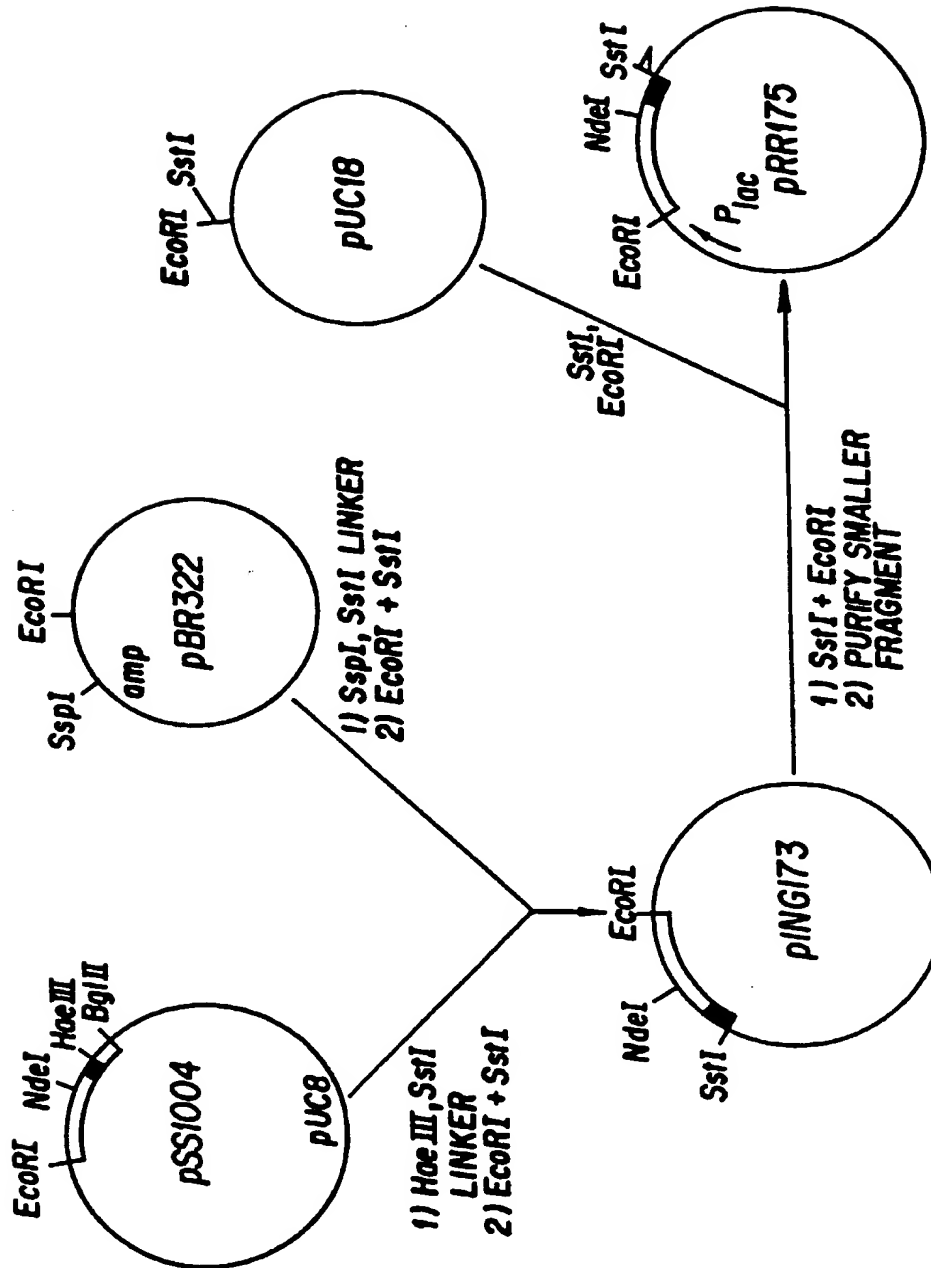 EcoRI
NdeI
HaeIII
BglII
pSS1004
pUC8
1) HaeIII, SstI
LINKER
2) EcoRI + SstI
SspI
EcoRI
amp
pBR322
1) SspI, SstI LINKER
2) EcoRI + SstI
EcoRI
SstI
pUC18
SstI,
EcoRI
EcoRI
NdeI
SstI
pING173
1) SstI + EcoRI
2) PURIFY SMALLER
FRAGMENT
EcoRI
NdeI
SstI
Plac
pRR175